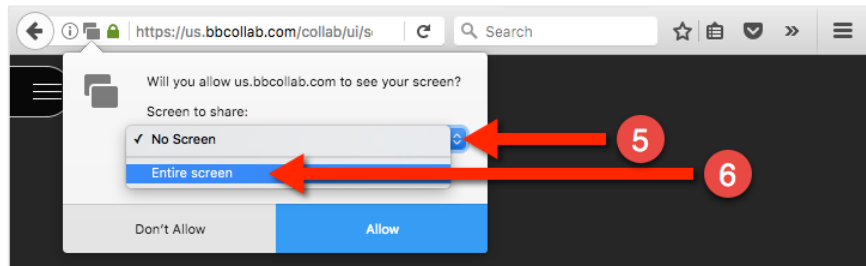 https://us.bbcollab.com/collab/ui/s
Search
Will you allow us.bbcollab.com to see your screen?
Screen to share:
✓ No Screen
5
Entire screen
6
Don't Allow
Allow